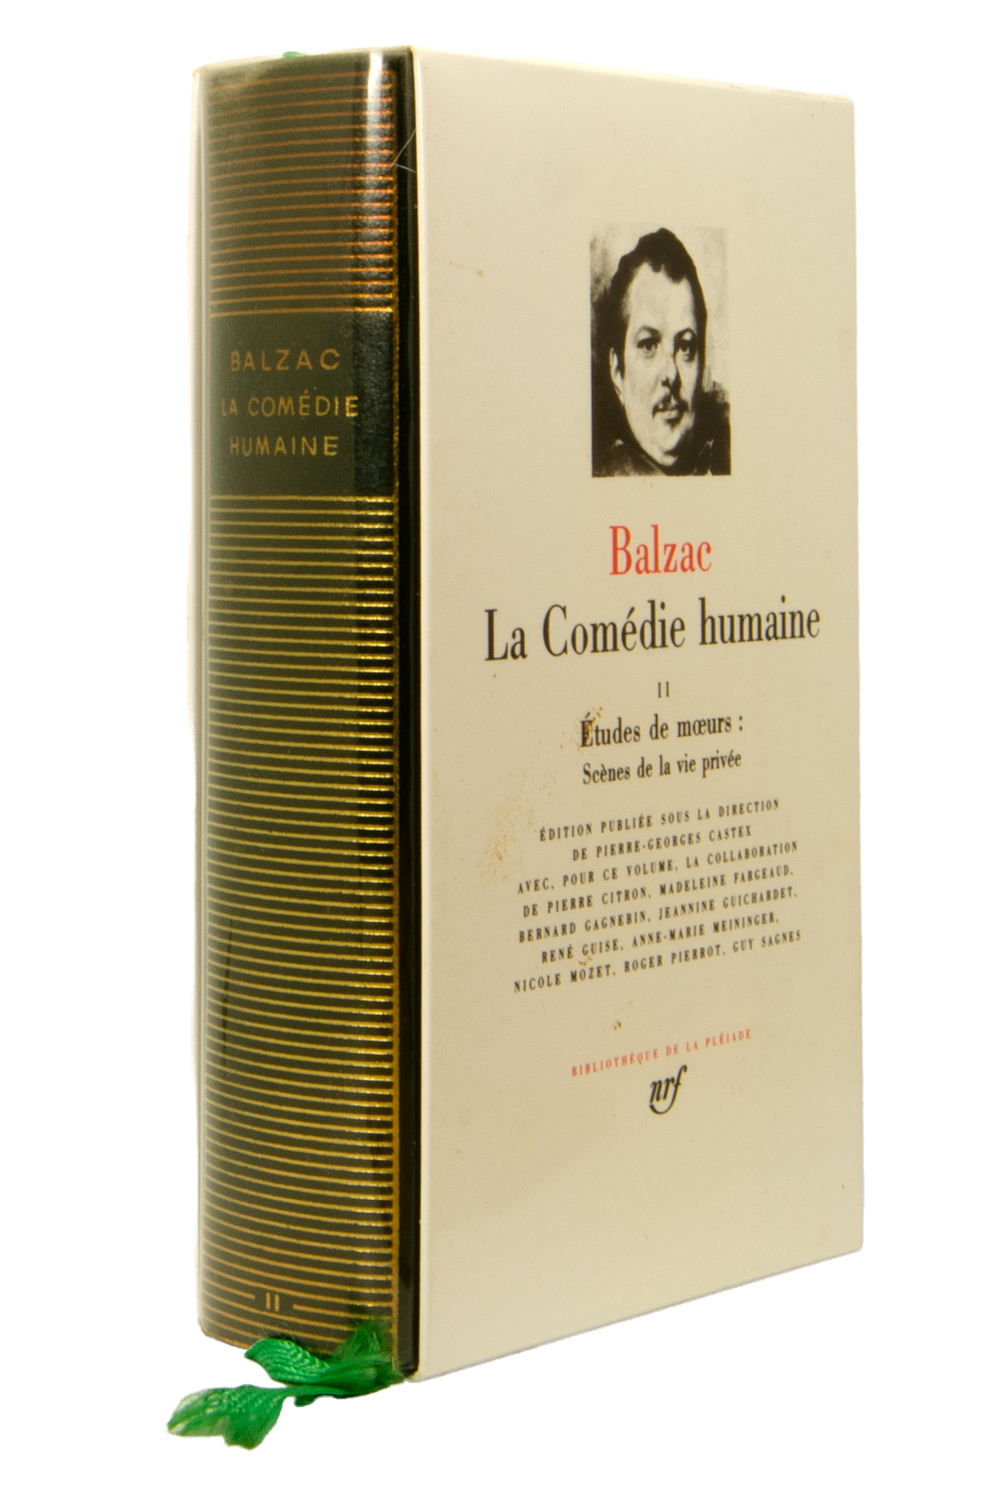 BALZAC
LA COMÉDIE
HUMAINE
II
Balzac
La Comédie humaine
II
Études de mœurs :
Scènes de la vie privée
ÉDITION PUBLIÉE SOUS LA DIRECTION
DE PIERRE-GEORGES CASTEX
AVEC, POUR CE VOLUME, LA COLLABORATION
DE PIERRE CITRON, MADELEINE FARGEAUD,
BERNARD GAGNEBIN, JEANNINE GUICHARDET,
RENÉ GUISE, ANNE-MARIE MEININGER,
NICOLE MOZET, ROGER PIERROT, GUY SAGNES
BIBLIOTHÈQUE DE LA PLÉIADE
nrf